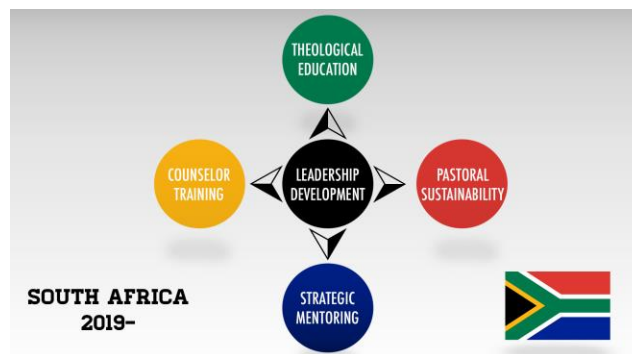 THEOLOGICAL
EDUCATION
COUNSELOR
TRAINING
LEADERSHIP
DEVELOPMENT
PASTORAL
SUSTAINABILITY
SOUTH AFRICA
2019-
STRATEGIC
MENTORING